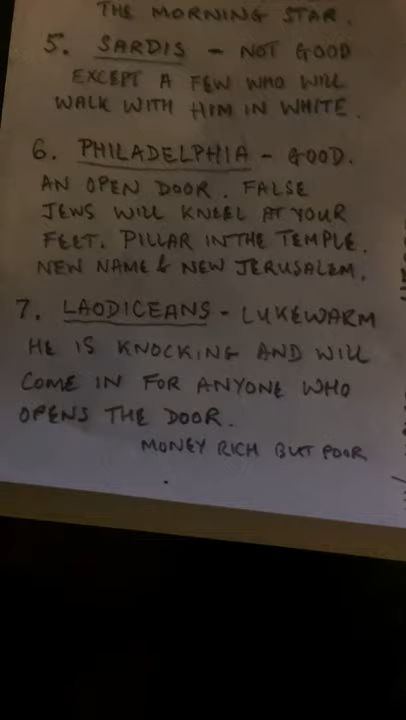 THE MORNING STAR.
5. SARDIS - NOT GOOD
EXCEPT A FEW WHO WILL
WALK WITH HIM IN WHITE.
6. PHILADELPHIA - GOOD.
AN OPEN DOOR. FALSE
JEWS WILL KNEEL AT YOUR
FEET. PILLAR IN THE TEMPLE.
NEW NAME & NEW JERUSALEM.
7. LAODICEANS - LUKEWARM
HE IS KNOCKING AND WILL
COME IN FOR ANYONE WHO
OPENS THE DOOR.
MONEY RICH BUT POOR